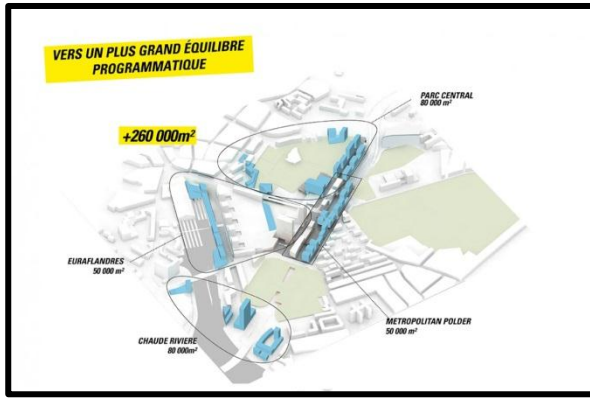 VERS UN PLUS GRAND ÉQUILIBRE
PROGRAMMATIQUE
+260 000m²
PARC CENTRAL
80 000 m²
EURAFLANDRES
50 000 m²
METROPOLITAN POLDER
50 000 m²
CHAUDE RIVIERE
80 000m²